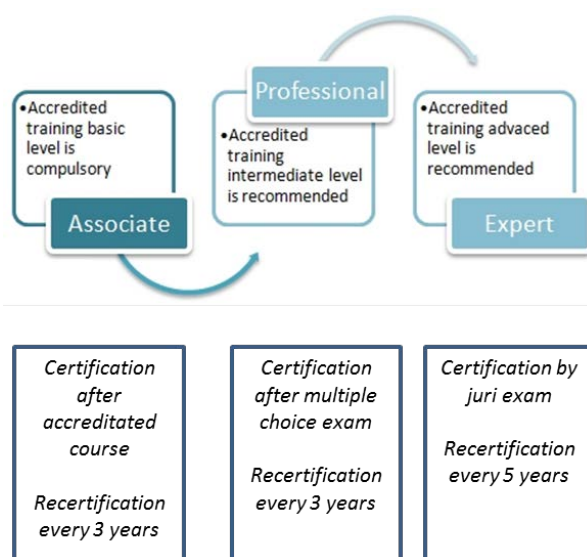 •Accredited
training basic
level is
compulsory
Associate
Professional
•Accredited
training
intermediate level
is recommended
•Accredited
training advaced
level is
recommended
Expert
Certification
after
accreditated
course
Recertification
every 3 years
Certification
after multiple
choice exam
Recertification
every 3 years
Certification by
juri exam
Recertification
every 5 years